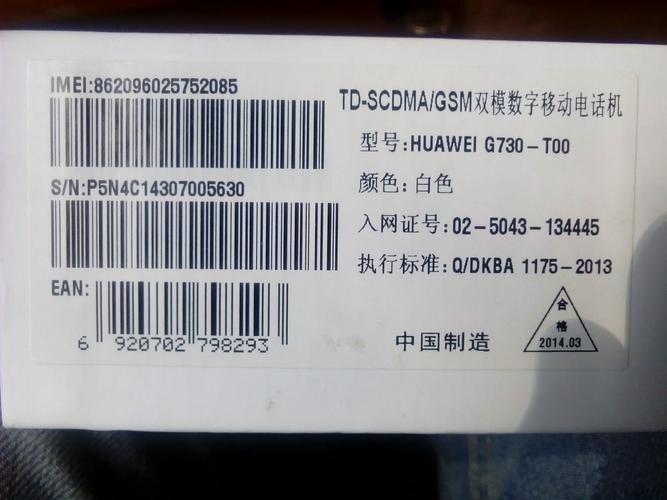 IMEI:862096025752085
S/N:P5N4C14307005630
EAN:
6 920702 798293
TD-SCDMA/GSM双模数字移动电话机
型号:HUAWEI G730-T00
颜色:白色
入网证号:02-5043-134445
执行标准:Q/DKBA 1175-2013
中国制造
合
格
2014.03